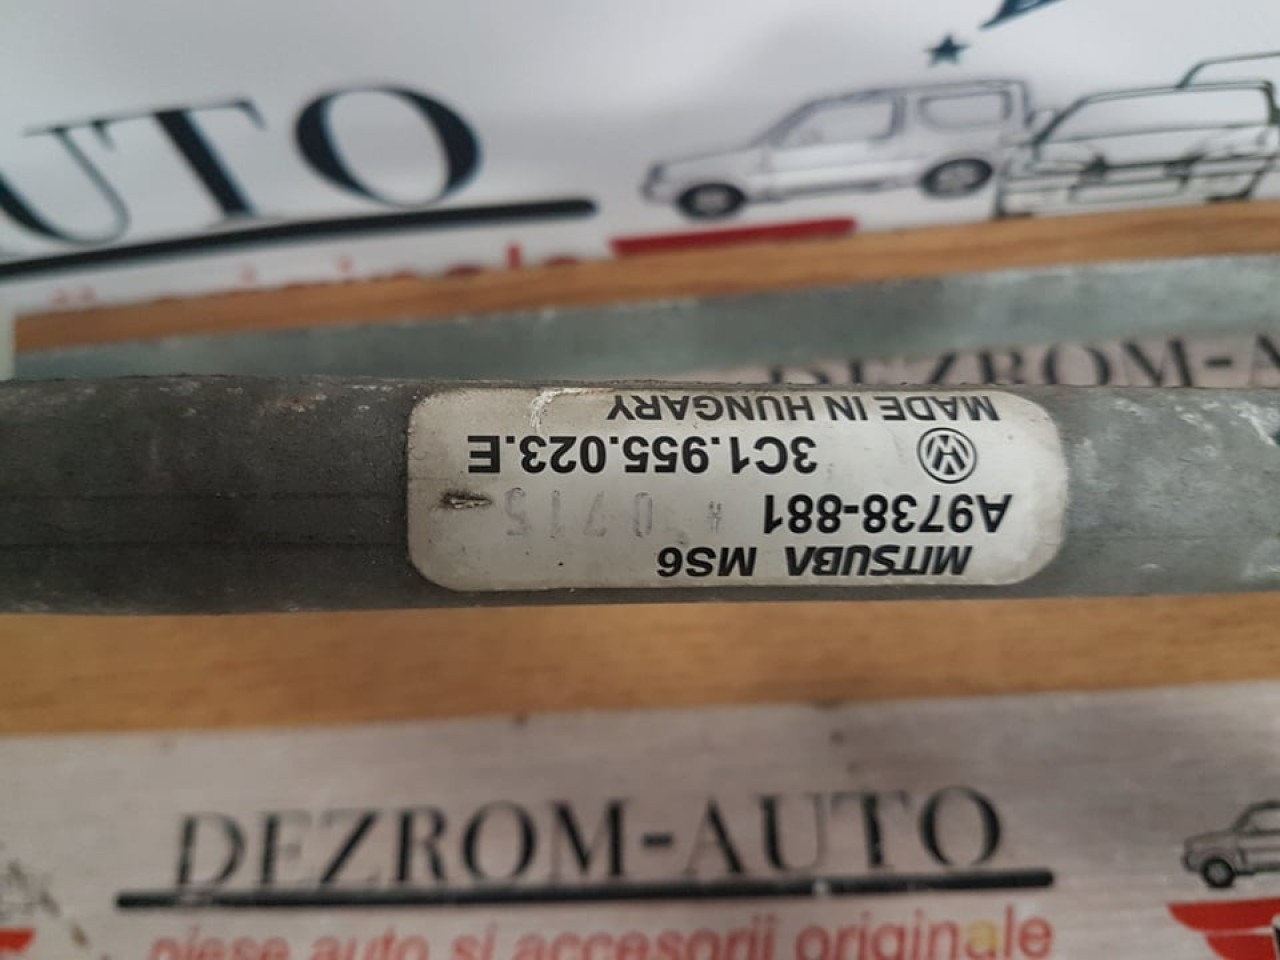 UTO
MITSUBA MS6
A9738-881 * 0715
3C1.955.023.E
MADE IN HUNGARY
DEZROM-A
DEZROM-AUTO
piese auto si accesorii originale